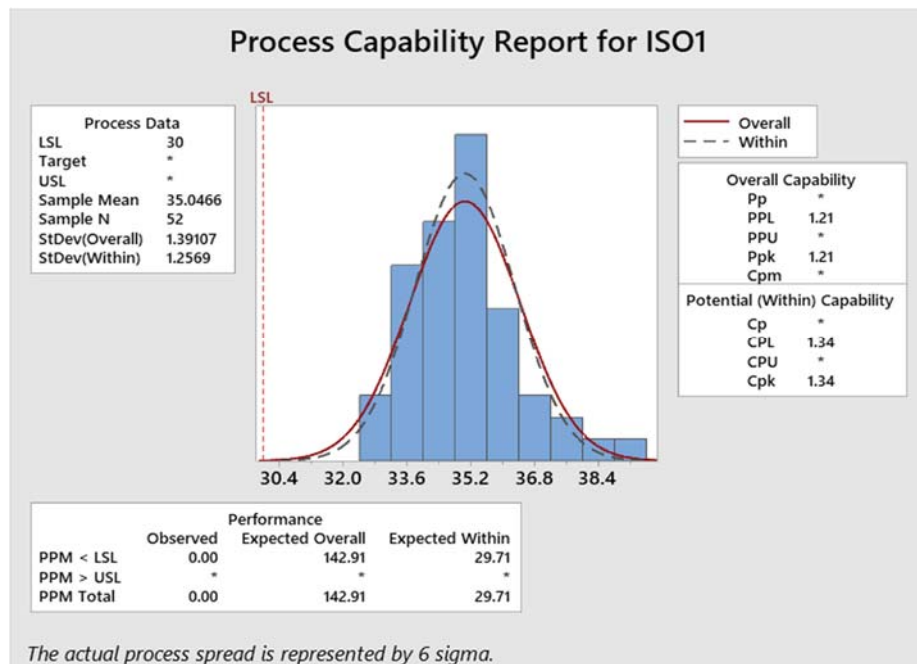 Process Capability Report for ISO1
LSL
Process Data
LSL 30
Target *
USL *
Sample Mean 35.0466
Sample N 52
StDev(Overall) 1.39107
StDev(Within) 1.2569
Overall
Within
Overall Capability
Pp *
PPL 1.21
PPU *
Ppk 1.21
Cpm *
Potential (Within) Capability
Cp *
CPL 1.34
CPU *
Cpk 1.34
30.4 32.0 33.6 35.2 36.8 38.4
Performance
Observed Expected Overall Expected Within
PPM < LSL 0.00 142.91 29.71
PPM > USL * * *
PPM Total 0.00 142.91 29.71
The actual process spread is represented by 6 sigma.